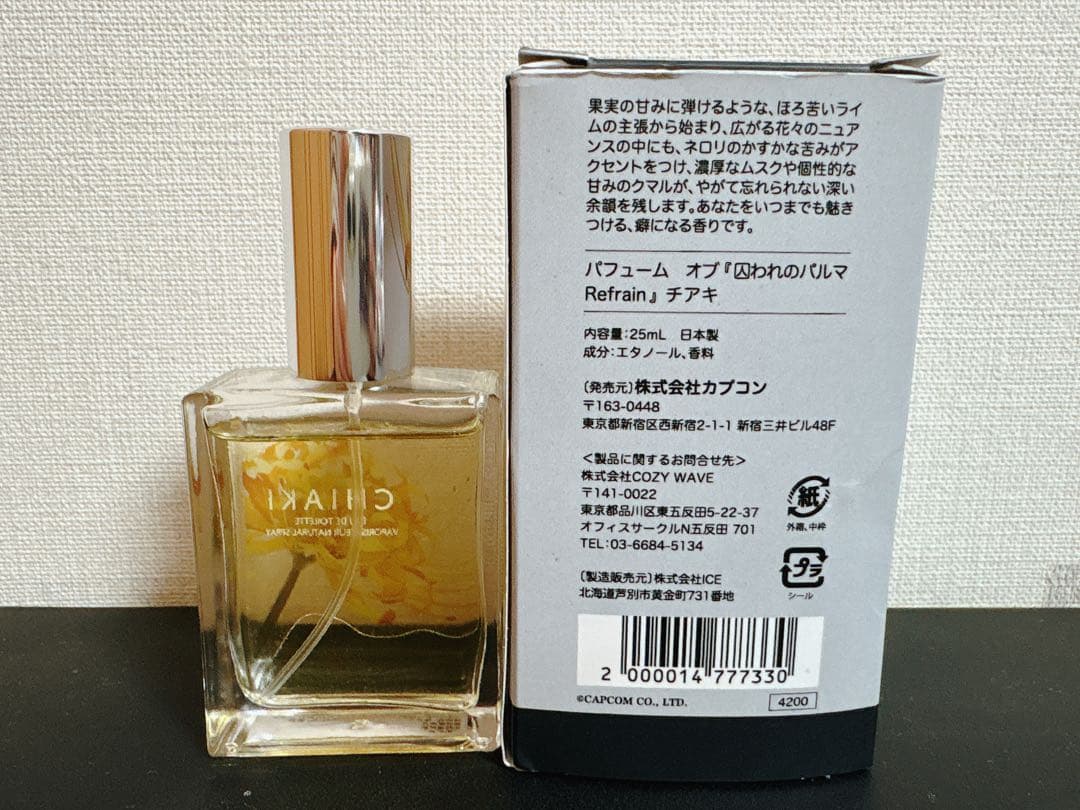 CHIAKI
EAU DE TOILETTE
NATURAL SPRAY
果実の甘みに弾けるような、ほろ苦いライ
ムの主張から始まり、広がる花々のニュア
ンスの中にも、ネロリのかすかな苦みがア
クセントをつけ、濃厚なムスクや個性的な
甘みのクマルが、やがて忘れられない深い
余韻を残します。あなたをいつまでも魅き
つける、癖になる香りです。
パフューム オブ『囚われのパルマ
Refrain』チアキ
内容量:25mL 日本製
成分:エタノール、香料
〔発売元〕株式会社カプコン
〒163-0448
東京都新宿区西新宿2-1-1 新宿三井ビル48F
＜製品に関するお問合せ先＞
株式会社COZY WAVE
〒141-0022
東京都品川区東五反田5-22-37
オフィスサークルN五反田 701
TEL:03-6684-5134
紙
外箱、中枠
プラ
シール
〔製造販売元〕株式会社ICE
北海道芦別市黄金町731番地
2 000014 777330
©CAPCOM CO., LTD.
4200